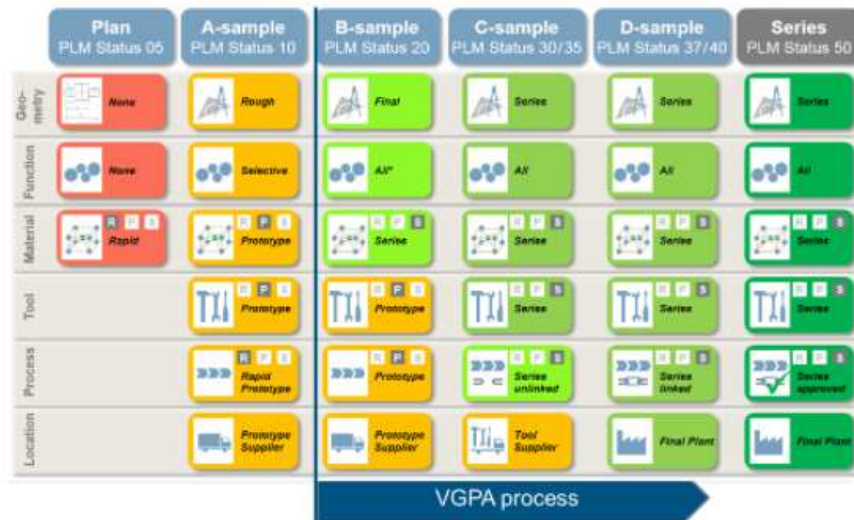 Plan
PLM Status 05
A-sample
PLM Status 10
B-sample
PLM Status 20
C-sample
PLM Status 30/35
D-sample
PLM Status 37/40
Series
PLM Status 50
Geo-
metry
None
Rough
Final
Series
Series
Series
Function
None
Selective
All*
All
All
All
Material
R P S
Rapid
R P S
Prototype
R P S
Series
R P S
Series
R P S
Series
R P S
Series
Tool
R P S
Prototype
R P S
Prototype
R P S
Series
R P S
Series
R P S
Series
Process
R P S
Rapid
Prototype
R P S
Prototype
R P S
Series
unlinked
R P S
Series
linked
R P S
Series
approved
Location
Prototype
Supplier
Prototype
Supplier
Tool
Supplier
Final Plant
Final Plant
VGPA process